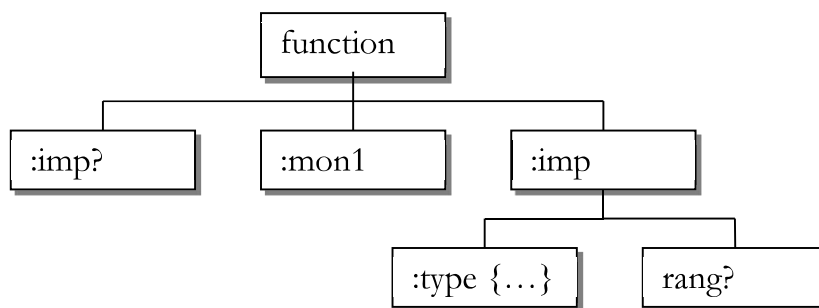 function
:imp?
:mon1
:imp
:type {…}
rang?